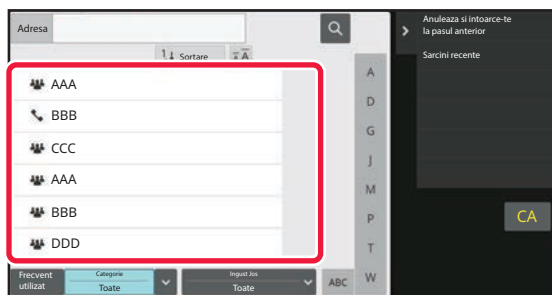 Adresa
Anuleaza si intoarce-te
la pasul anterior
Sarcini recente
Sortare
A
AAA
BBB
CCC
AAA
BBB
DDD
A
D
G
J
M
P
T
W
CA
Frecvent
utilizat
Categorie
Toate
Ingust Jos
Toate
ABC